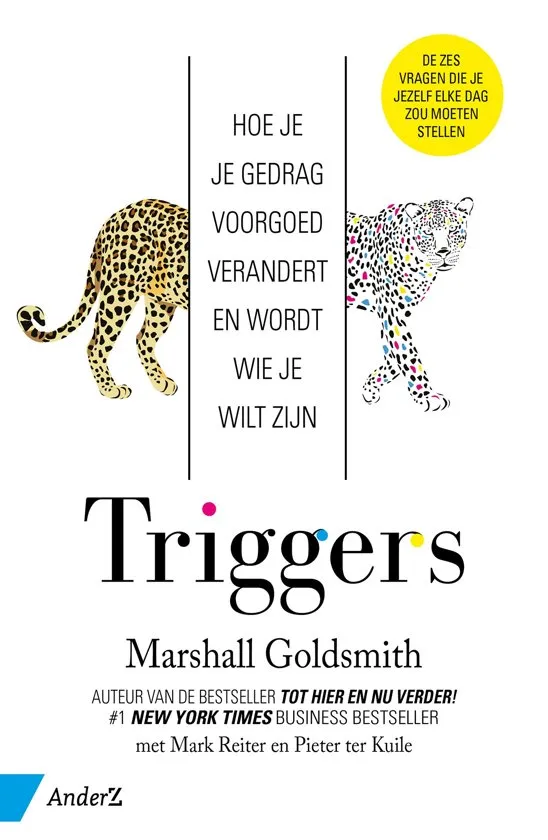 DE ZES
VRAGEN DIE JE
JEZELF ELKE DAG
ZOU MOETEN
STELLEN
HOE JE
JE GEDRAG
VOORGOED
VERANDERT
EN WORDT
WIE JE
WILT ZIJN
Triggers
Marshall Goldsmith
AUTEUR VAN DE BESTSELLER TOT HIER EN NU VERDER!
#1 NEW YORK TIMES BUSINESS BESTSELLER
met Mark Reiter en Pieter ter Kuile
AnderZ